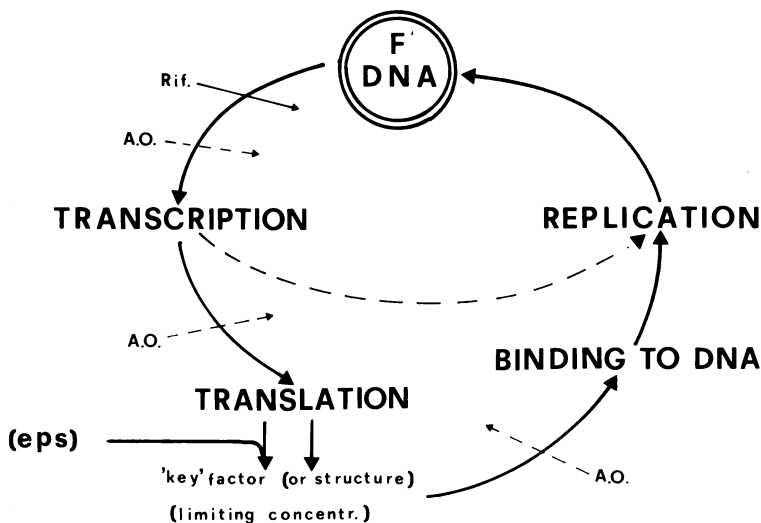 F'
DNA
Rif.
A.O.
TRANSCRIPTION
REPLICATION
A.O.
BINDING TO DNA
TRANSLATION
(eps)
'key' factor (or structure)
A.O.
(limiting concentr.)